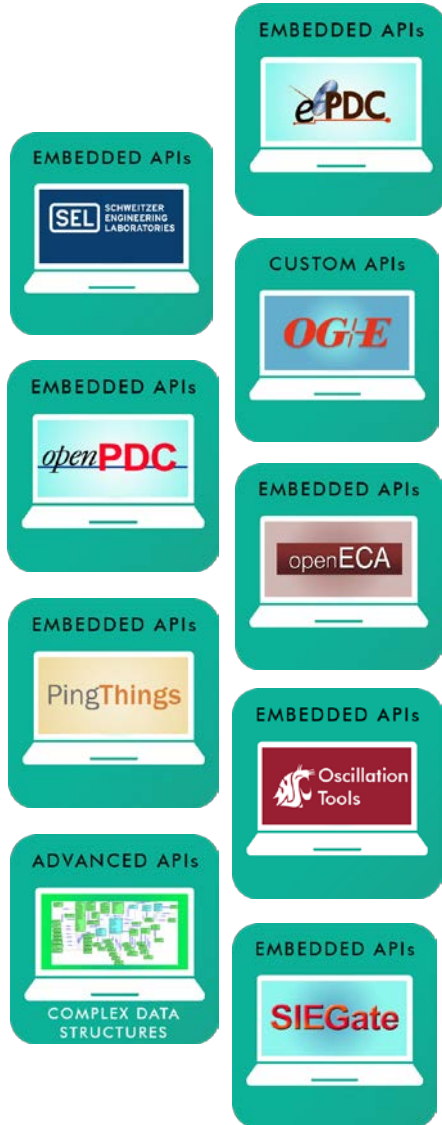 EMBEDDED APIs
ePDC
EMBEDDED APIs
SEL SCHWEITZER
ENGINEERING
LABORATORIES
CUSTOM APIs
OG+E
EMBEDDED APIs
openPDC
EMBEDDED APIs
openECA
EMBEDDED APIs
PingThings
EMBEDDED APIs
Oscillation
Tools
ADVANCED APIs
COMPLEX DATA
STRUCTURES
EMBEDDED APIs
SIEGate